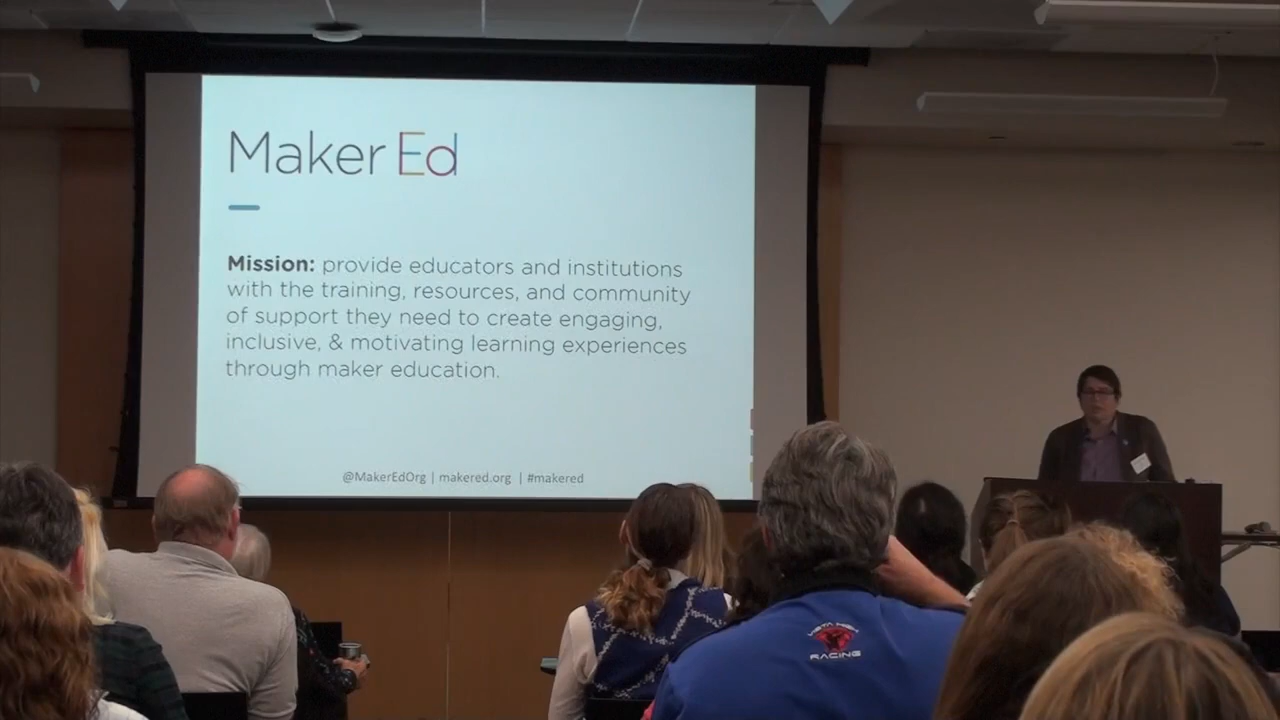 Maker Ed
Mission: provide educators and institutions
with the training, resources, and community
of support they need to create engaging,
inclusive, & motivating learning experiences
through maker education.
@MakerEdOrg | makered.org | #makered
RACING